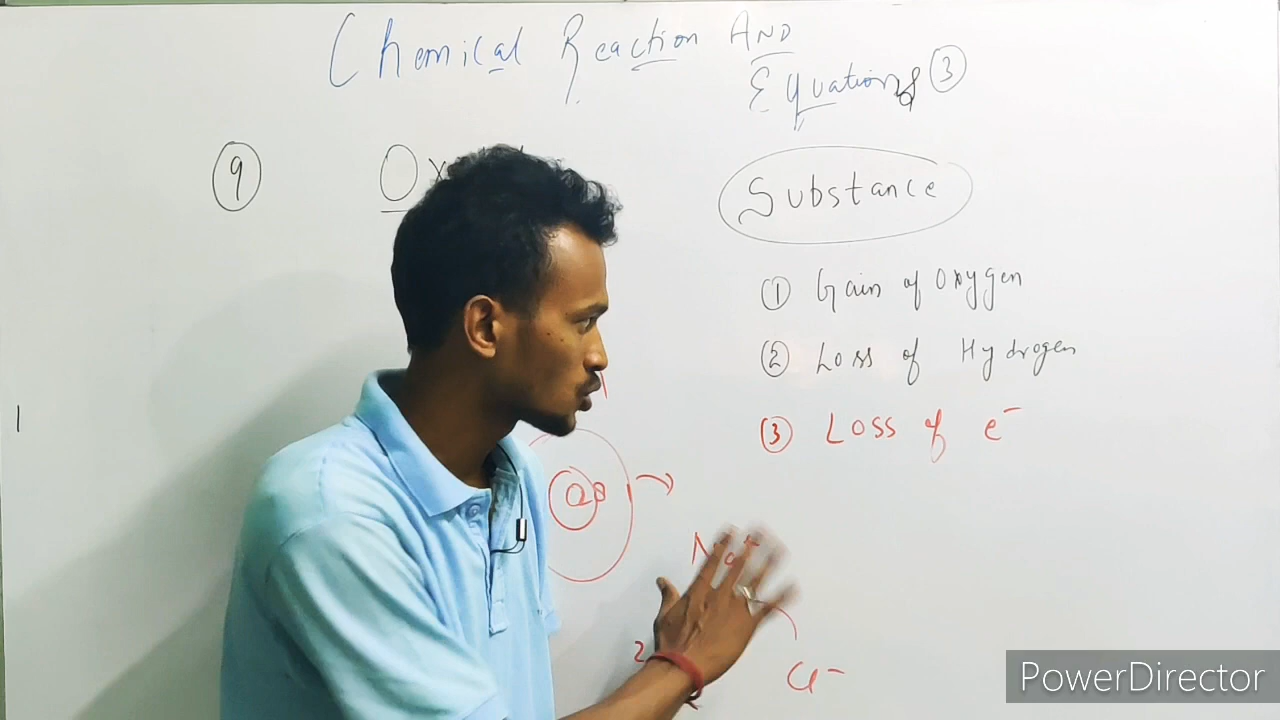 Chemical Reaction AND
Equations ③
⑨
Substance
① Gain of Oxygen
② Loss of Hydrogen
③ Loss of e⁻
Cl⁻
PowerDirector